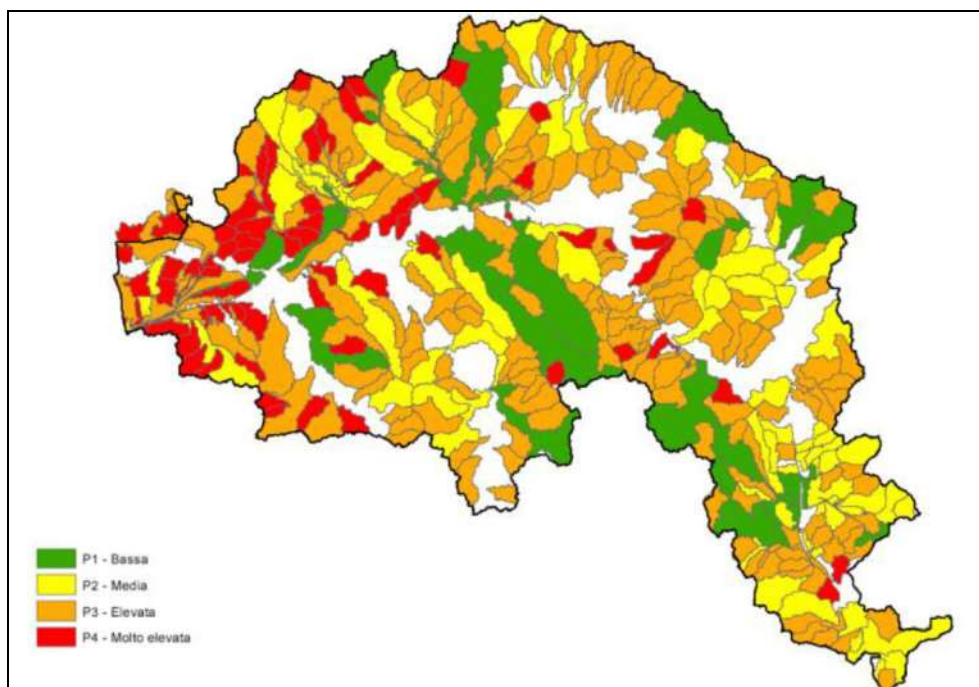 P1 - Bassa
P2 - Media
P3 - Elevata
P4 - Molto elevata